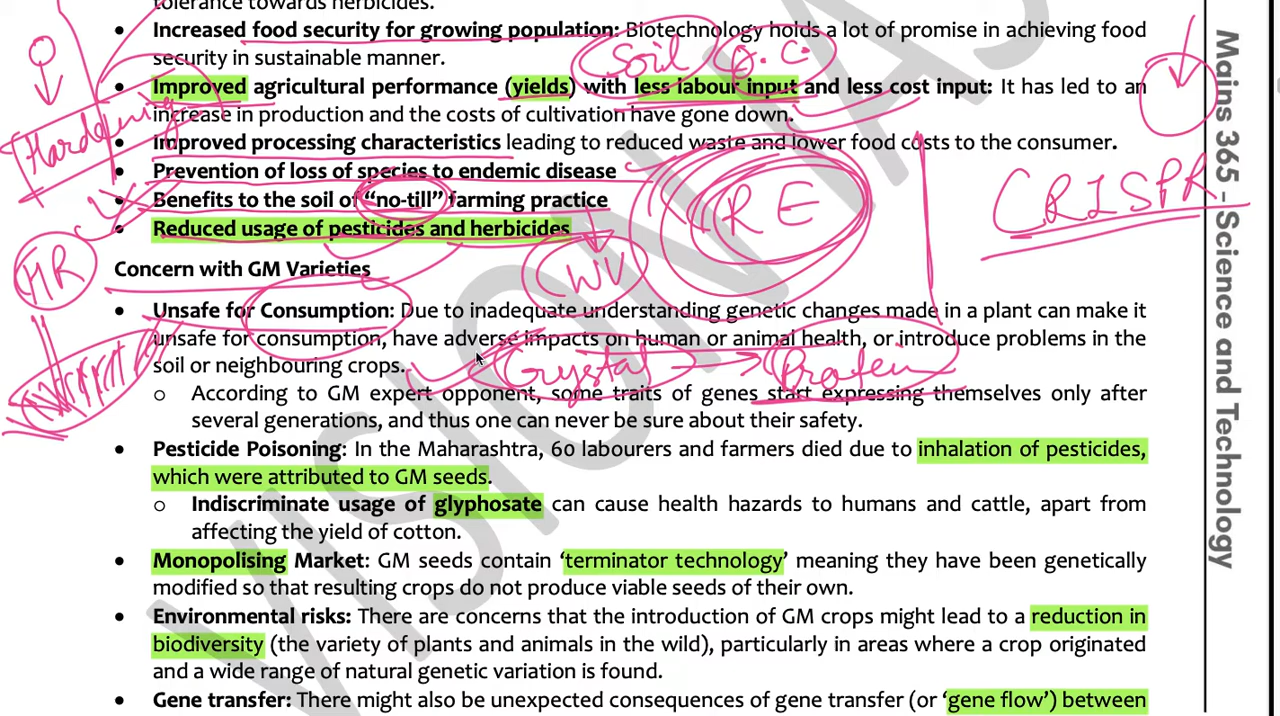 tolerance towards herbicides.
• Increased food security for growing population: Biotechnology holds a lot of promise in achieving food
security in sustainable manner.
Soil O.C.
• Improved agricultural performance (yields) with less labour input and less cost input: It has led to an
increase in production and the costs of cultivation have gone down.
Hardening
• Improved processing characteristics leading to reduced waste and lower food costs to the consumer.
• Prevention of loss of species to endemic disease
• Benefits to the soil of “no-till” farming practice
RE
CRISPR
• Reduced usage of pesticides and herbicides
HR
WV
Concern with GM Varieties
• Unsafe for Consumption: Due to inadequate understanding genetic changes made in a plant can make it
unsafe for consumption, have adverse impacts on human or animal health, or introduce problems in the
soil or neighbouring crops.
Crystal → Protein
o According to GM expert opponent, some traits of genes start expressing themselves only after
several generations, and thus one can never be sure about their safety.
• Pesticide Poisoning: In the Maharashtra, 60 labourers and farmers died due to inhalation of pesticides,
which were attributed to GM seeds.
o Indiscriminate usage of glyphosate can cause health hazards to humans and cattle, apart from
affecting the yield of cotton.
• Monopolising Market: GM seeds contain ‘terminator technology’ meaning they have been genetically
modified so that resulting crops do not produce viable seeds of their own.
• Environmental risks: There are concerns that the introduction of GM crops might lead to a reduction in
biodiversity (the variety of plants and animals in the wild), particularly in areas where a crop originated
and a wide range of natural genetic variation is found.
• Gene transfer: There might also be unexpected consequences of gene transfer (or ‘gene flow’) between
Mains 365 - Science and Technology
VISION IAS